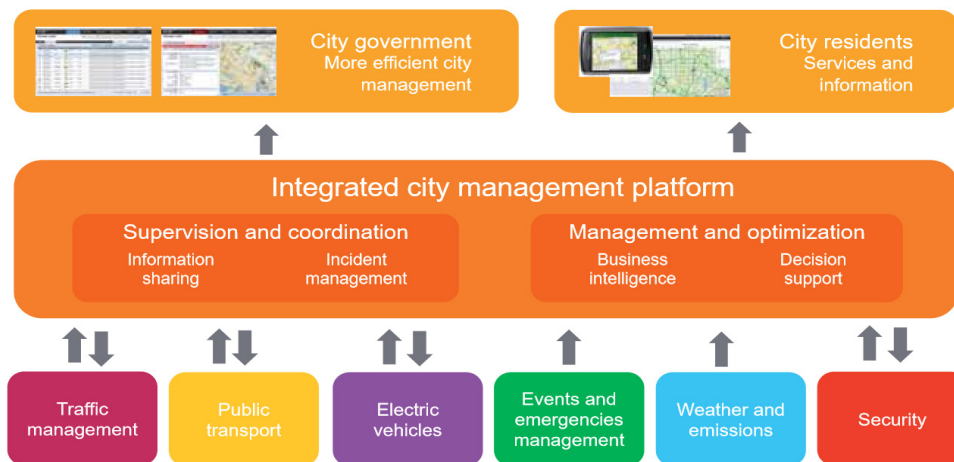 City government
More efficient city
management
City residents
Services and
information
Integrated city management platform
Supervision and coordination
Information
sharing
Incident
management
Management and optimization
Business
intelligence
Decision
support
Traffic
management
Public
transport
Electric
vehicles
Events and
emergencies
management
Weather and
emissions
Security